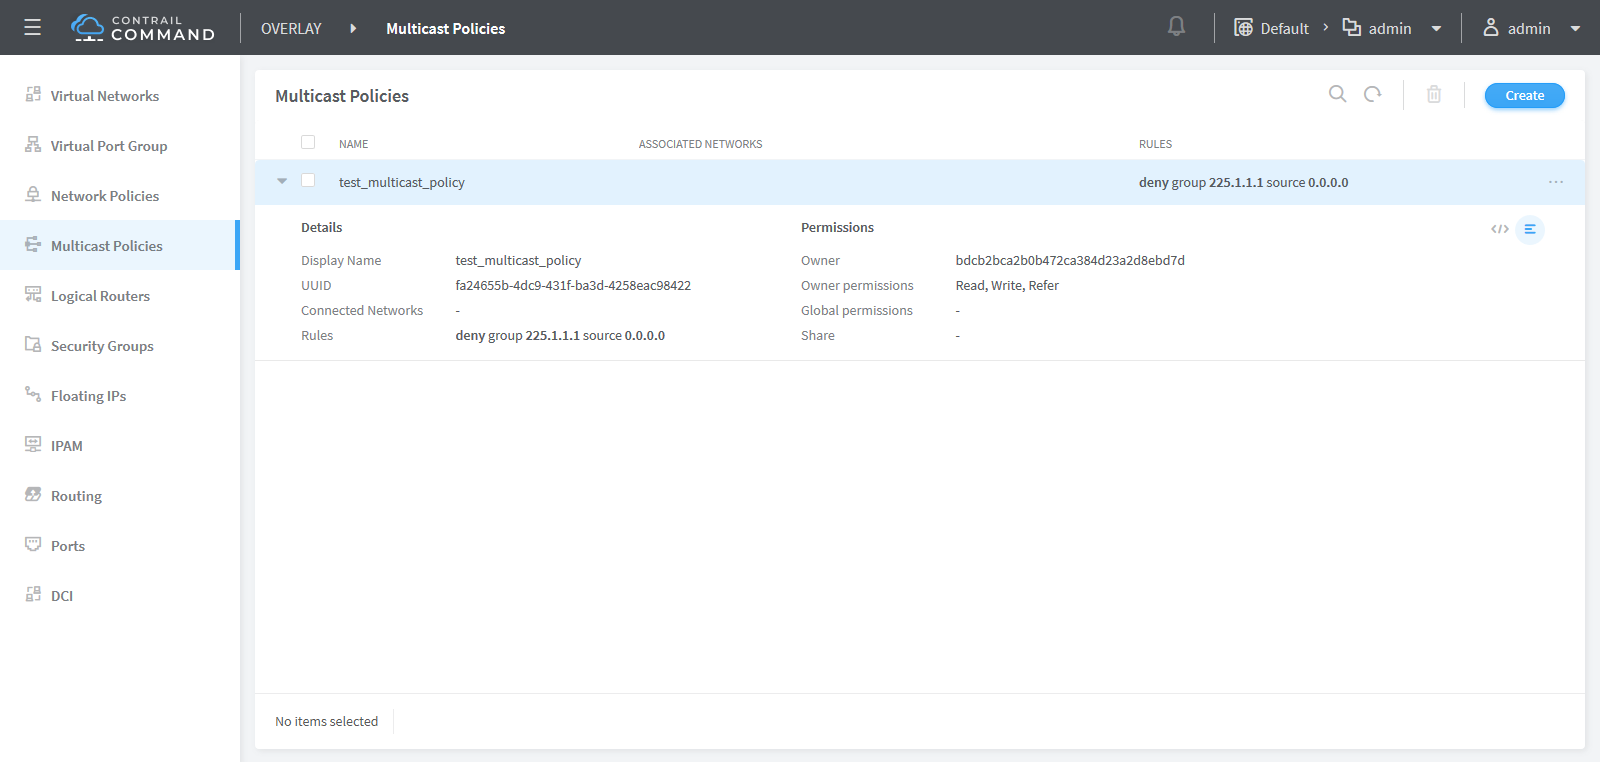 CONTRAIL
COMMAND
OVERLAY
Multicast Policies
Default
admin
admin
Virtual Networks
Virtual Port Group
Network Policies
Multicast Policies
Logical Routers
Security Groups
Floating IPs
IPAM
Routing
Ports
DCI
Multicast Policies
Create
NAME ASSOCIATED NETWORKS RULES
test_multicast_policy deny group 225.1.1.1 source 0.0.0.0
Details
Display Name test_multicast_policy
UUID fa24655b-4dc9-431f-ba3d-4258eac98422
Connected Networks -
Rules deny group 225.1.1.1 source 0.0.0.0
Permissions
Owner bdcb2bca2b0b472ca384d23a2d8ebd7d
Owner permissions Read, Write, Refer
Global permissions -
Share -
No items selected